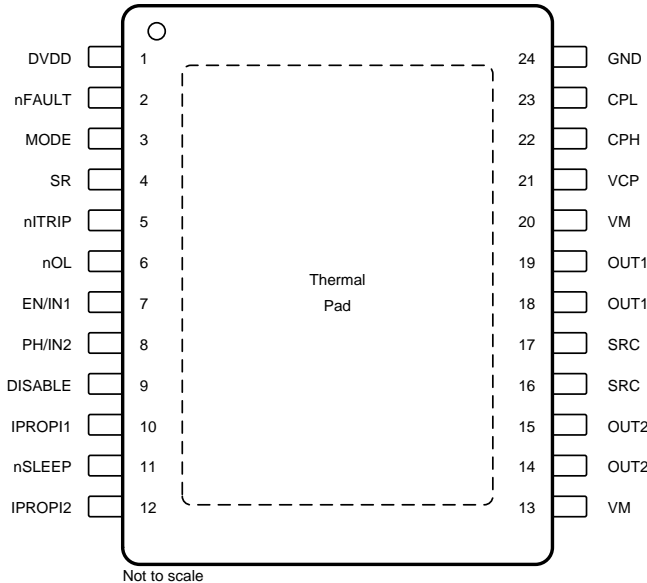 DVDD 1 24 GND
nFAULT 2 23 CPL
MODE 3 22 CPH
SR 4 21 VCP
nITRIP 5 20 VM
nOL 6 19 OUT1
Thermal
EN/IN1 7 18 OUT1
Pad
PH/IN2 8 17 SRC
DISABLE 9 16 SRC
IPROPI1 10 15 OUT2
nSLEEP 11 14 OUT2
IPROPI2 12 13 VM
Not to scale